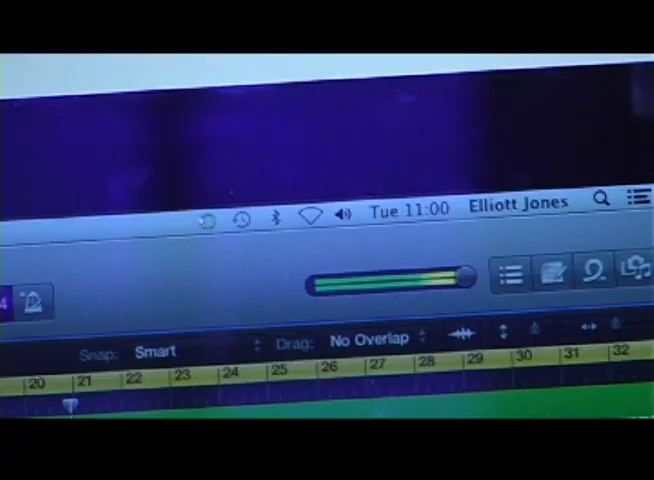 Tue 11:00 Elliott Jones
4
Snap: Smart Drag: No Overlap
20 21 22 23 24 25 26 27 28 29 30 31 32